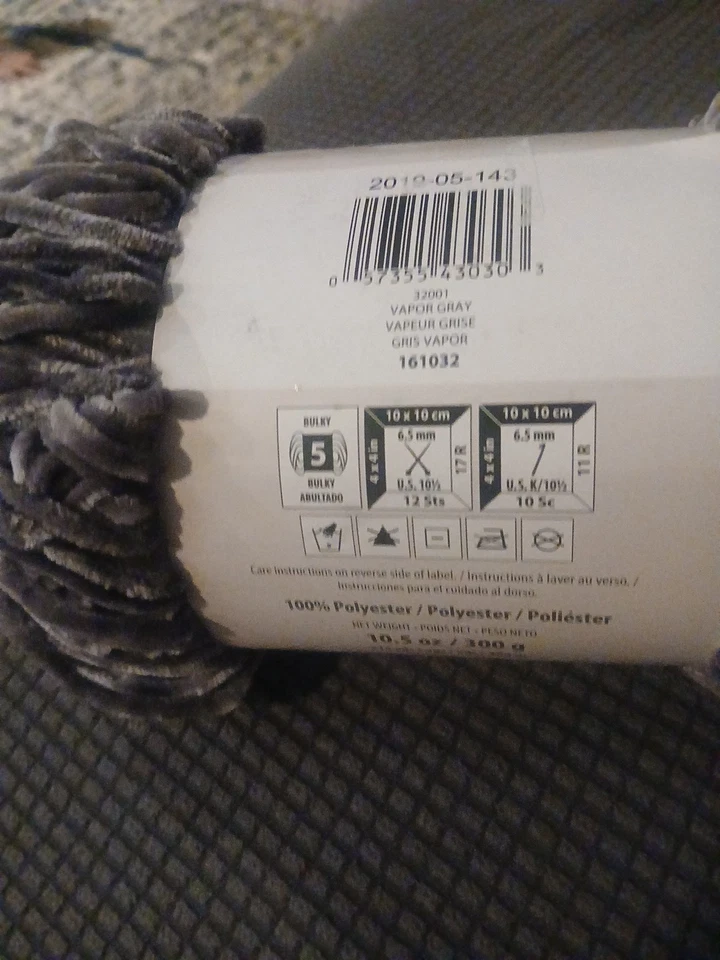 2019-05-143
0 57355 43030 3
32001
VAPOR GRAY
VAPEUR GRISE
GRIS VAPOR
161032
BULKY
5
BULKY
ABULTADO
10 x 10 cm
4 x 4 in
6,5 mm
17 R
U.S. 10½
12 Sts
10 x 10 cm
4 x 4 in
6,5 mm
11 R
U.S. K/10½
10 Sc
Care instructions on reverse side of label. / Instructions à laver au verso. /
Instrucciones para el cuidado al dorso.
100% Polyester / Polyester / Poliéster
NET WEIGHT - POIDS NET - PESO NETO
10.5 oz / 300 g